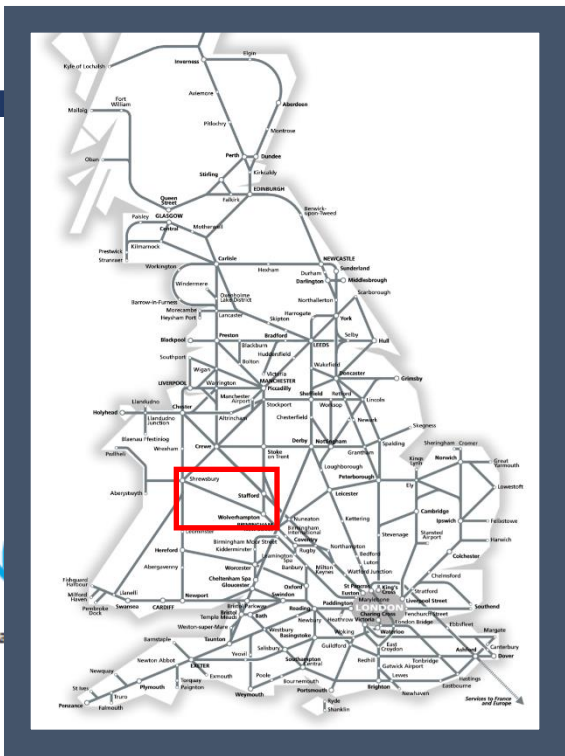 Elgin
Kyle of Lochalsh
Inverness
Aviemore
Aberdeen
Fort
William
Mallaig
Pitlochry
Montrose
Perth
Dundee
Oban
Stirling
Kirkcaldy
Queen
Street
EDINBURGH
Falkirk
Paisley
GLASGOW
Central
Motherwell
Berwick-
upon-Tweed
Kilmarnock
Prestwick
Stranraer
Carlisle
Hexham
NEWCASTLE
Sunderland
Workington
Durham
Darlington
Middlesbrough
Windermere
Oxenholme
Lake District
Northallerton
Scarborough
Barrow-in-Furness
Morecambe
Heysham Port
Lancaster
Skipton
Harrogate
York
Blackpool
Preston
Bradford
Selby
Hull
Blackburn
LEEDS
Southport
Bolton
Huddersfield
Wigan
Victoria
Wakefield
MANCHESTER
Doncaster
LIVERPOOL
Warrington
Piccadilly
Grimsby
Manchester
Airport
Stockport
Sheffield
Retford
Lincoln
Llandudno
Chester
Worksop
Holyhead
Llandudno
Junction
Altrincham
Chesterfield
Newark
Skegness
Blaenau Ffestiniog
Wrexham
Crewe
Stoke
on Trent
Derby
Nottingham
Spalding
Sheringham
Cromer
Pwllheli
Grantham
Kings
Lynn
Norwich
Great
Yarmouth
Shrewsbury
Loughborough
Peterborough
Aberystwyth
Stafford
Leicester
Ely
Lowestoft
Wolverhampton
Nuneaton
Kettering
Cambridge
Ipswich
Felixstowe
BIRMINGHAM
Birmingham
International
Stevenage
Stansted
Airport
Harwich
Leominster
Birmingham Moor Street
Coventry
Hereford
Kidderminster
Rugby
Northampton
Colchester
Leamington
Spa
Bedford
Abergavenny
Worcester
Banbury
Milton
Keynes
Luton
Chelmsford
Fishguard
Harbour
Cheltenham Spa
Watford Junction
Milford
Haven
Llanelli
Gloucester
Oxford
St Pancras
King's
Cross
Stratford
Pembroke
Dock
Swansea
CARDIFF
Newport
Swindon
Euston
Marylebone
Liverpool Street
Bristol Parkway
Reading
Paddington
LONDON
Fenchurch Street
Southend
Bristol
Temple Meads
Bath
Newbury
Heathrow
Victoria
Charing Cross
London Bridge
Ebbsfleet
Weston-super-Mare
Westbury
Basingstoke
Woking
Waterloo
Margate
Barnstaple
Taunton
Guildford
East
Croydon
Canterbury
Salisbury
Ashford
Dover
Newton Abbot
Yeovil
Southampton
Central
Redhill
Tonbridge
Newquay
EXETER
Gatwick Airport
Exmouth
Poole
Lewes
Hastings
St Ives
Plymouth
Torquay
Paignton
Bournemouth
Brighton
Eastbourne
Truro
Weymouth
Portsmouth
Newhaven
Penzance
Falmouth
Ryde
Shanklin
Services to France
and Europe